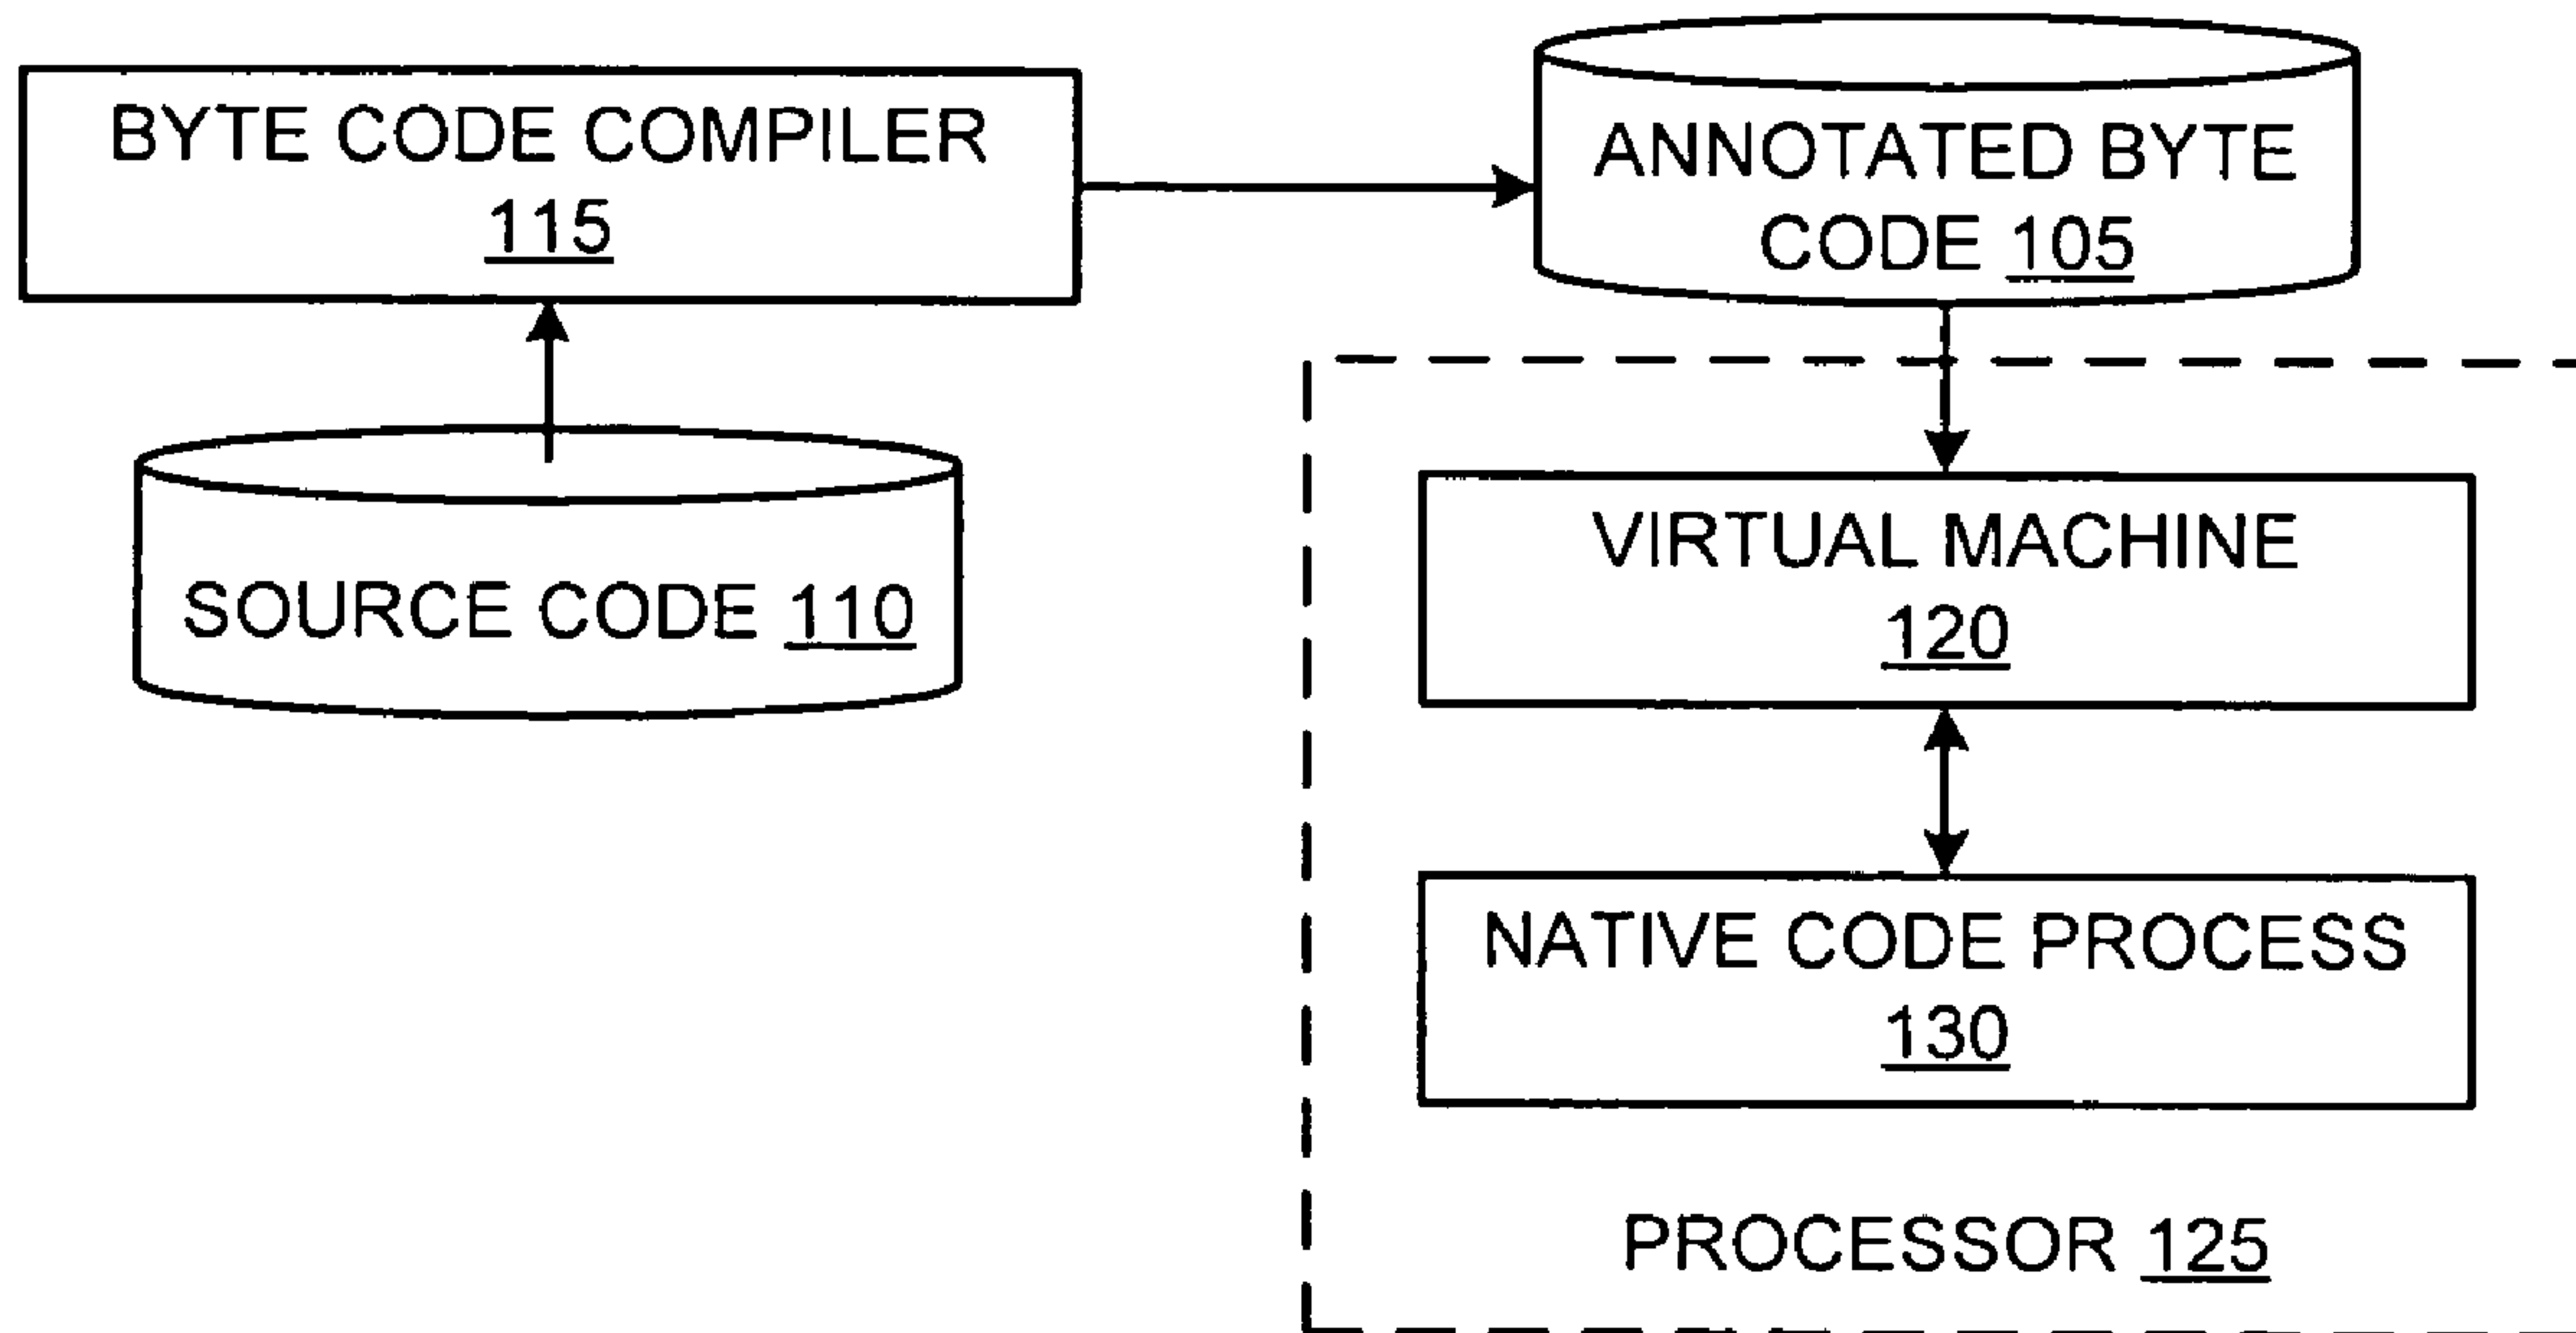 BYTE CODE COMPILER
115
ANNOTATED BYTE
CODE 105
SOURCE CODE 110
VIRTUAL MACHINE
120
NATIVE CODE PROCESS
130
PROCESSOR 125